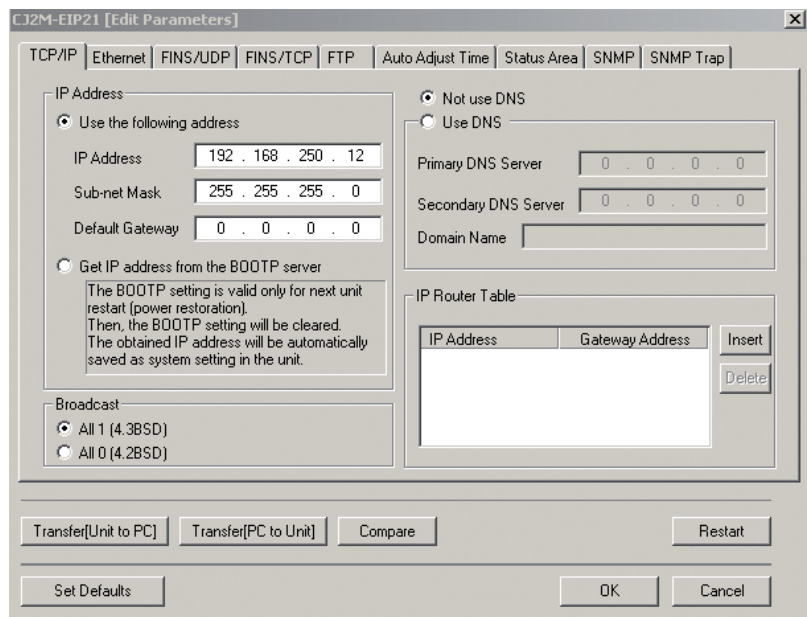 CJ2M-EIP21 [Edit Parameters]
TCP/IP Ethernet FINS/UDP FINS/TCP FTP Auto Adjust Time Status Area SNMP SNMP Trap
IP Address
Use the following address
IP Address 192 . 168 . 250 . 12
Sub-net Mask 255 . 255 . 255 . 0
Default Gateway 0 . 0 . 0 . 0
Get IP address from the BOOTP server
The BOOTP setting is valid only for next unit
restart (power restoration).
Then, the BOOTP setting will be cleared.
The obtained IP address will be automatically
saved as system setting in the unit.
Broadcast
All 1 (4.3BSD)
All 0 (4.2BSD)
Not use DNS
Use DNS
Primary DNS Server 0 . 0 . 0 . 0
Secondary DNS Server 0 . 0 . 0 . 0
Domain Name
IP Router Table
IP Address Gateway Address
Insert
Delete
Transfer[Unit to PC] Transfer[PC to Unit] Compare Restart
Set Defaults OK Cancel